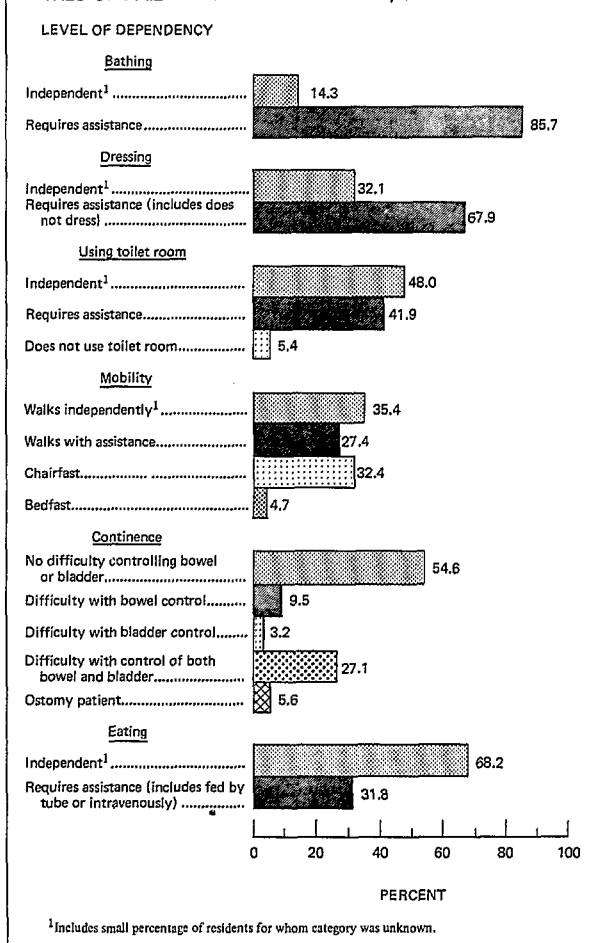 LEVEL OF DEPENDENCY
Bathing
Independent1 14.3
Requires assistance 85.7
Dressing
Independent1 32.1
Requires assistance (includes does
not dress) 67.9
Using toilet room
Independent1 48.0
Requires assistance 41.9
Does not use toilet room 5.4
Mobility
Walks independently1 35.4
Walks with assistance 27.4
Chairfast 32.4
Bedfast 4.7
Continence
No difficulty controlling bowel
or bladder 54.6
Difficulty with bowel control 9.5
Difficulty with bladder control 3.2
Difficulty with control of both
bowel and bladder 27.1
Ostomy patient 5.6
Eating
Independent1 68.2
Requires assistance (includes fed by
tube or intravenously) 31.8
0 20 40 60 80 100
PERCENT
1Includes small percentage of residents for whom category was unknown.